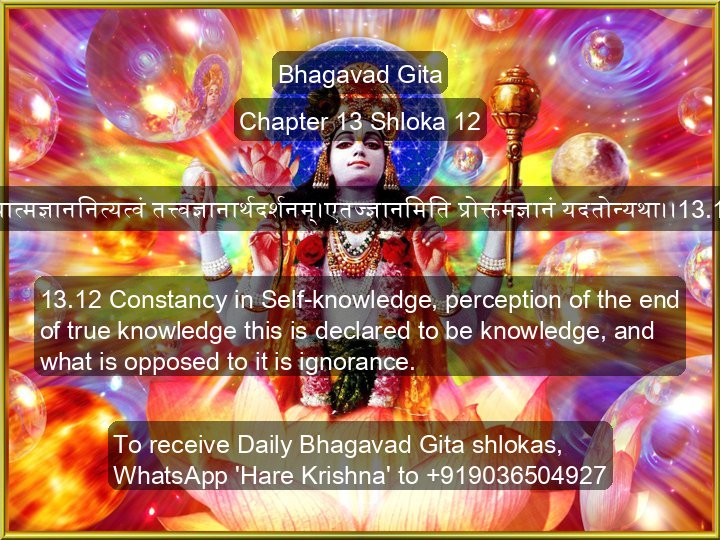 Bhagavad Gita
Chapter 13 Shloka 12
तत्त्वज्ञानार्थदर्शनम्।एतज्ज्ञानमिति प्रोक्तमज्ञानं यदतोन्यथा।।13.1
13.12 Constancy in Self-knowledge, perception of the end
of true knowledge this is declared to be knowledge, and
what is opposed to it is ignorance.
To receive Daily Bhagavad Gita shlokas,
WhatsApp 'Hare Krishna' to +919036504927